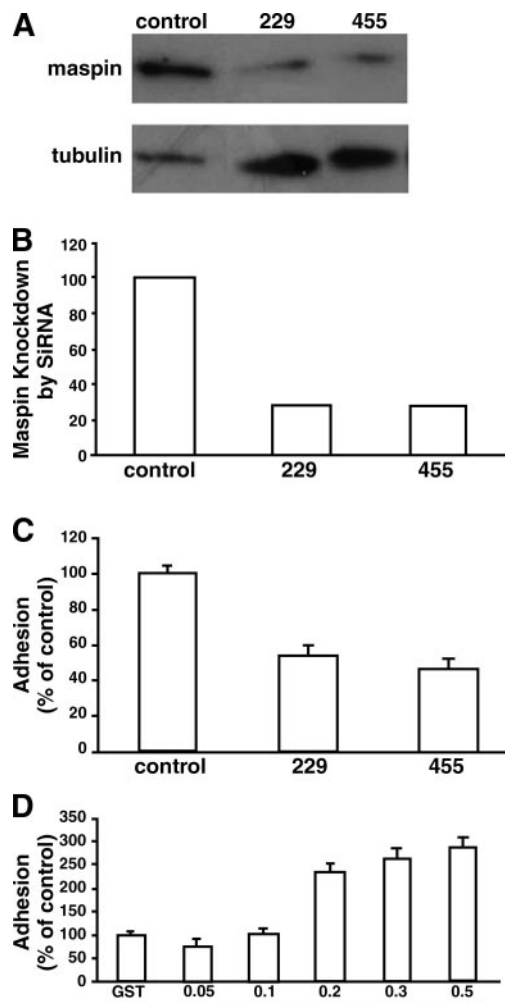 A
control 229 455
maspin
tubulin
B
Maspin Knockdown
by SiRNA
120
100
80
60
40
20
0
control 229 455
C
Adhesion
(% of control)
120
100
80
60
40
20
0
control 229 455
D
Adhesion
(% of control)
350
300
250
200
150
100
50
0
GST 0.05 0.1 0.2 0.3 0.5